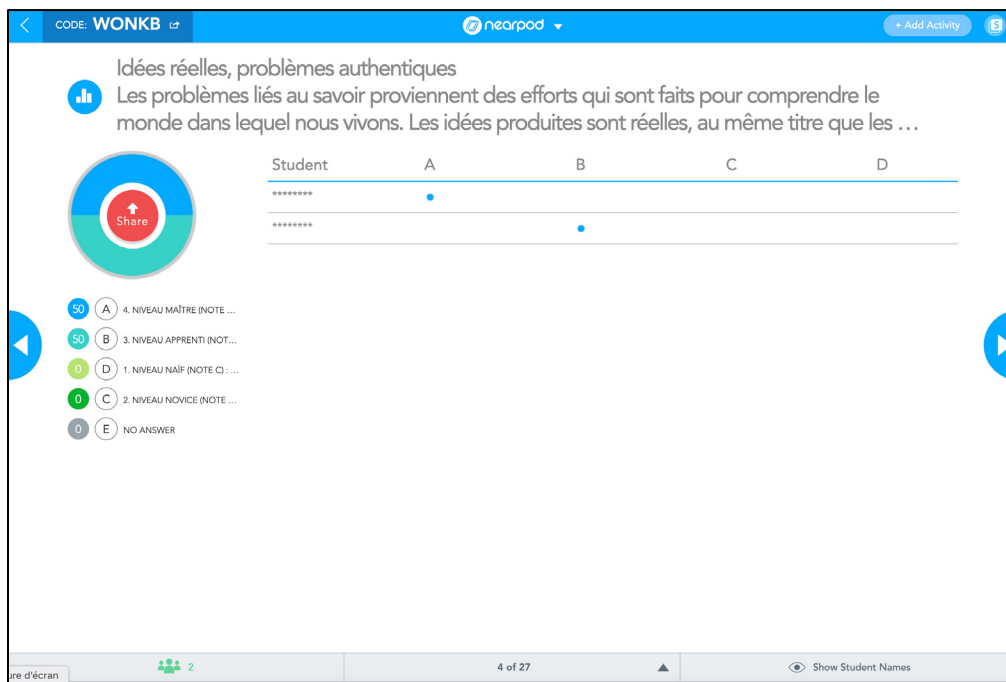 CODE: WONKB
nearpod
+ Add Activity
S
Idées réelles, problèmes authentiques
Les problèmes liés au savoir proviennent des efforts qui sont faits pour comprendre le
monde dans lequel nous vivons. Les idées produites sont réelles, au même titre que les ...
Share
Student A B C D
********
********
50 A 4. NIVEAU MAÎTRE (NOTE ...
50 B 3. NIVEAU APPRENTI (NOT...
0 D 1. NIVEAU NAÏF (NOTE C) : ...
0 C 2. NIVEAU NOVICE (NOTE ...
0 E NO ANSWER
ure d'écran
2
4 of 27
Show Student Names